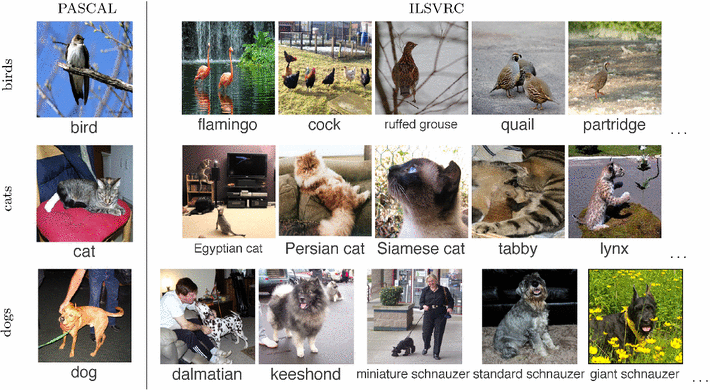 PASCAL
ILSVRC
birds
bird
flamingo
cock
ruffed grouse
quail
partridge
...
cats
cat
Egyptian cat
Persian cat
Siamese cat
tabby
lynx
...
dogs
dog
dalmatian
keeshond
miniature schnauzer
standard schnauzer
giant schnauzer
...